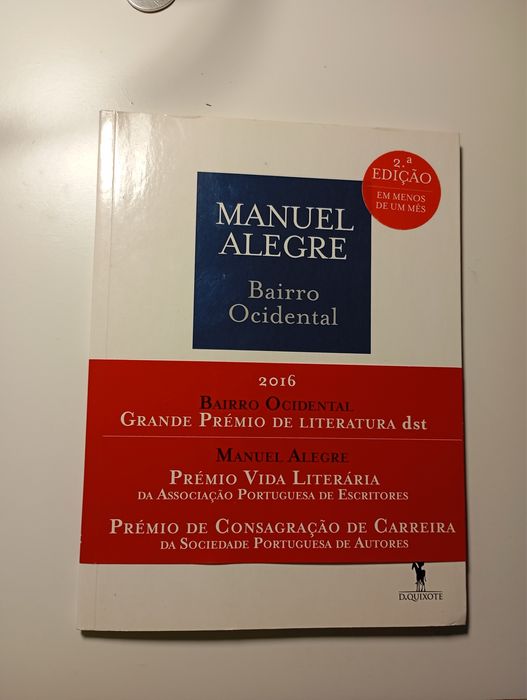 2.ª
EDIÇÃO
EM MENOS
DE UM MÊS
MANUEL
ALEGRE
Bairro
Ocidental
2016
BAIRRO OCIDENTAL
GRANDE PRÉMIO DE LITERATURA dst
MANUEL ALEGRE
PRÉMIO VIDA LITERÁRIA
DA ASSOCIAÇÃO PORTUGUESA DE ESCRITORES
PRÉMIO DE CONSAGRAÇÃO DE CARREIRA
DA SOCIEDADE PORTUGUESA DE AUTORES
D.QUIXOTE